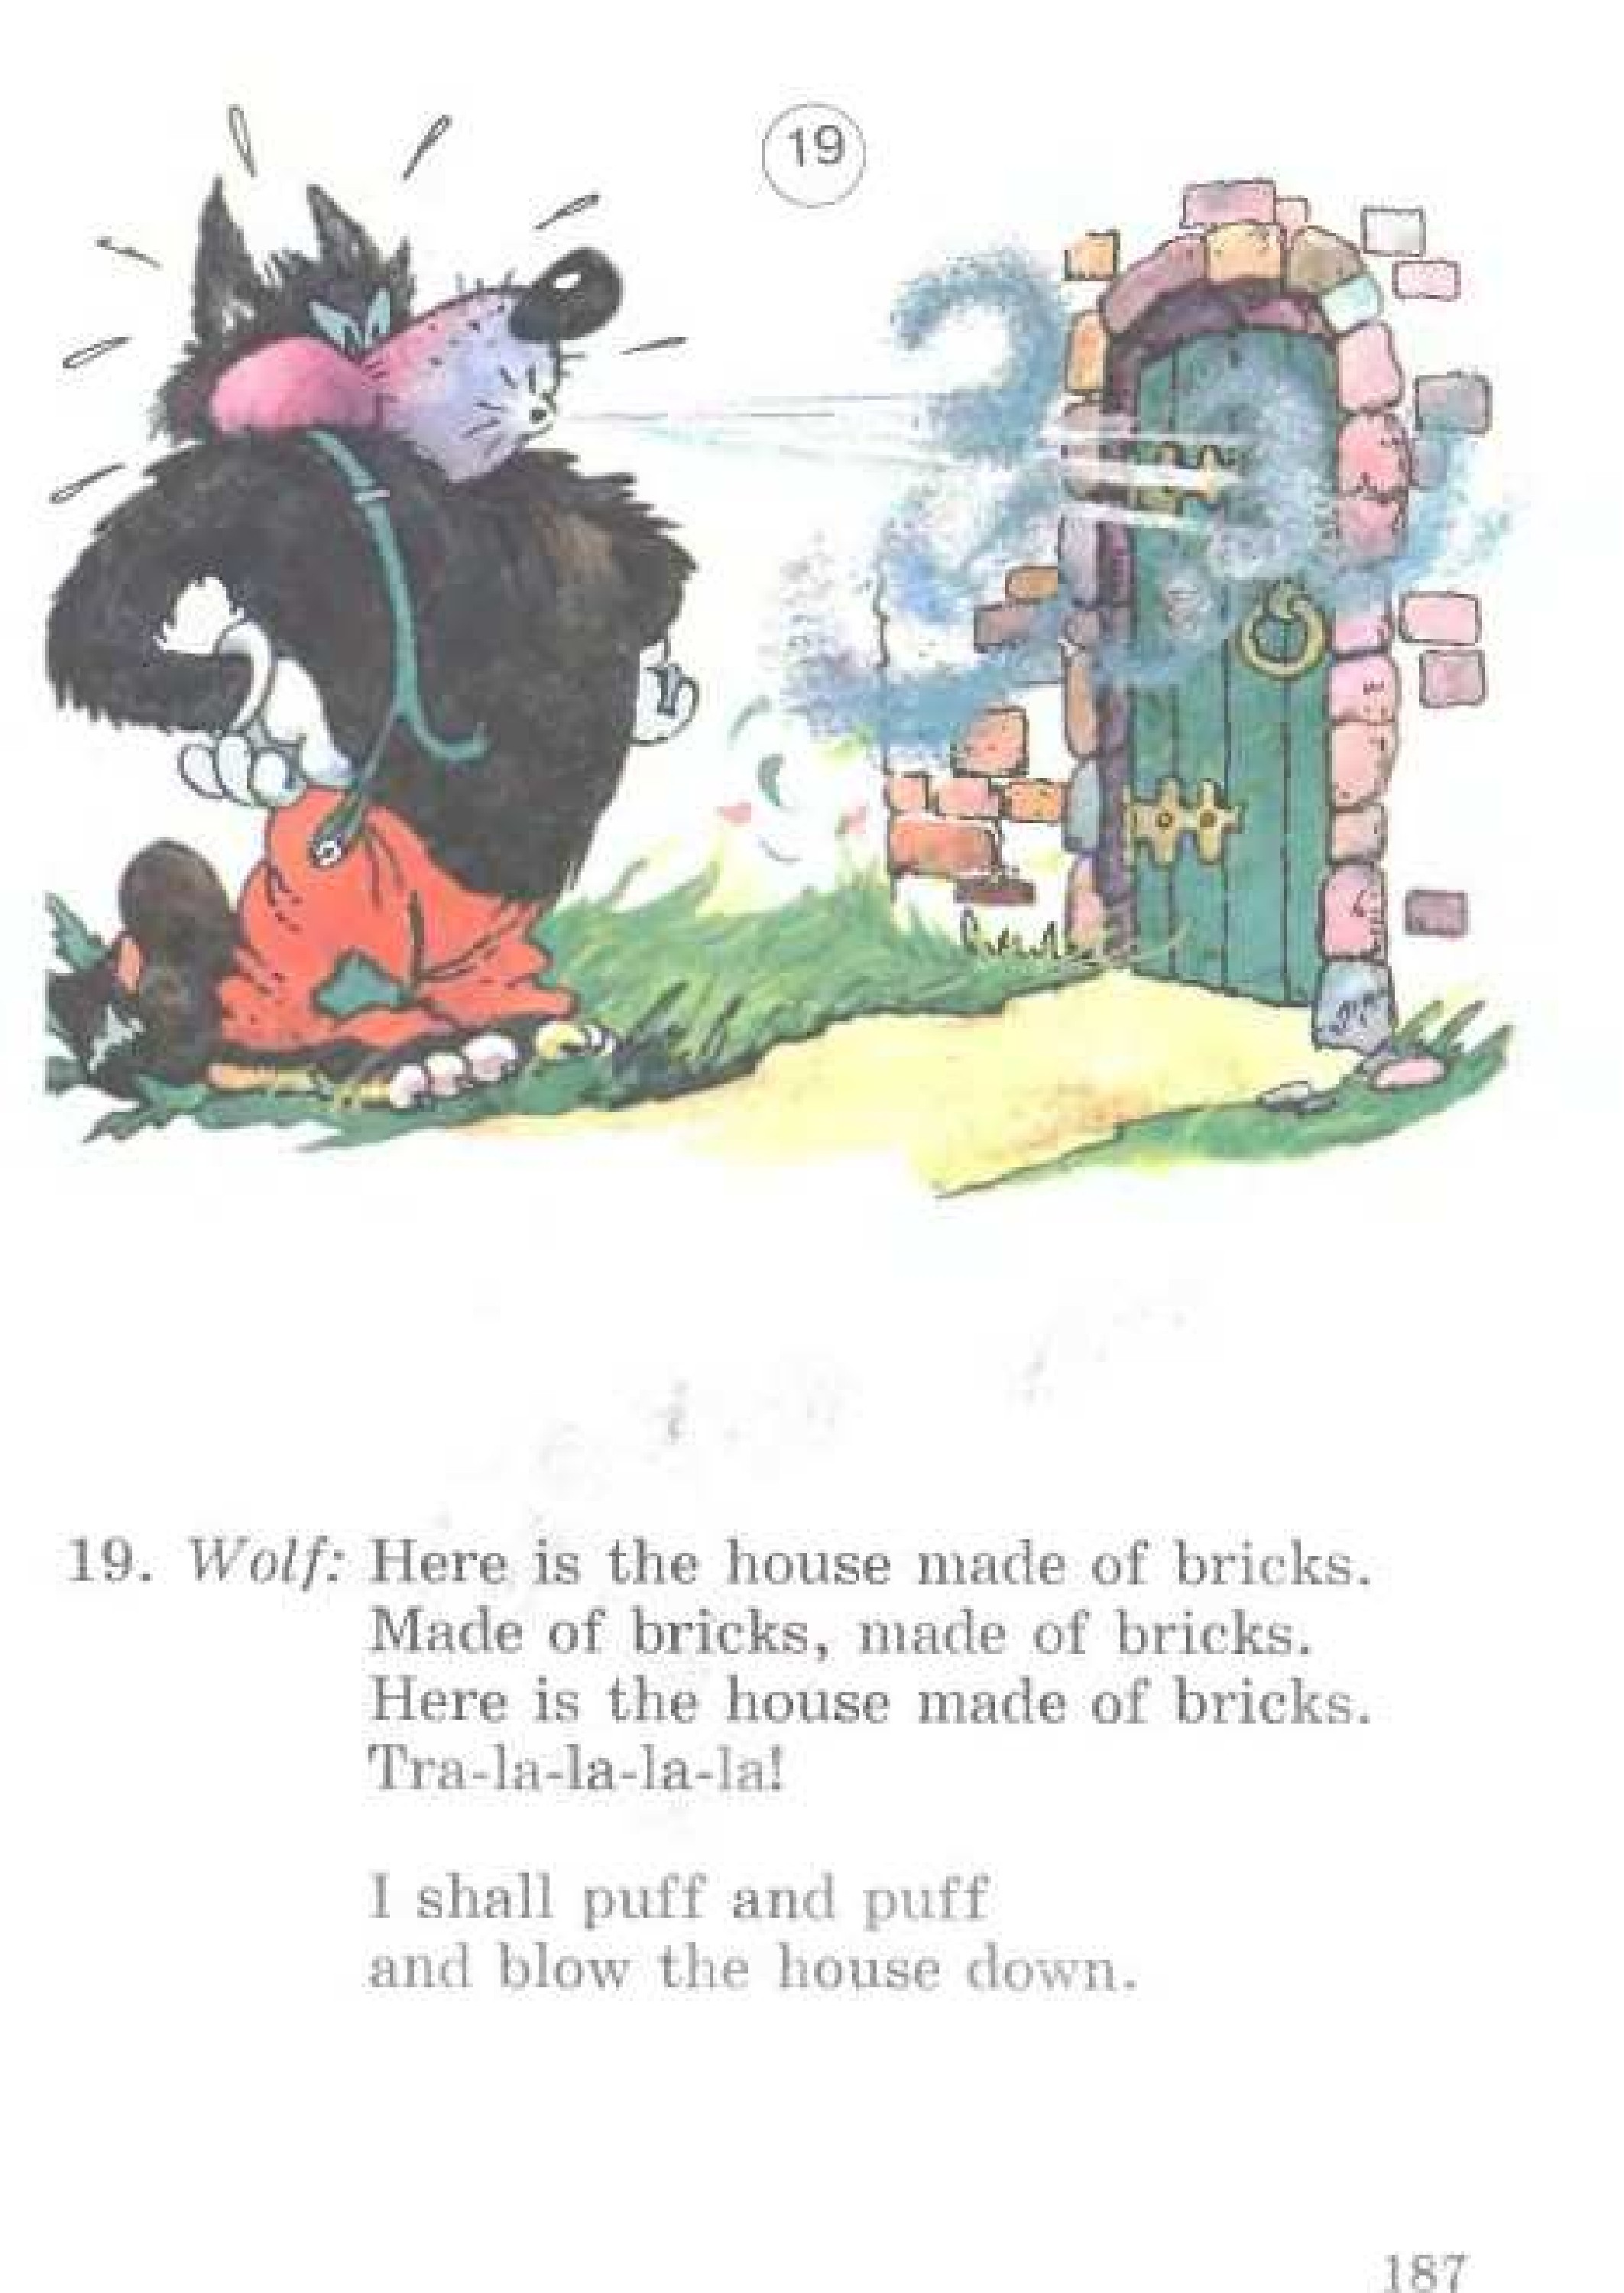 19
19. Wolf: Here is the house made of bricks.
Made of bricks, made of bricks.
Here is the house made of bricks.
Tra-la-la-la-la!
I shall puff and puff
and blow the house down.
187